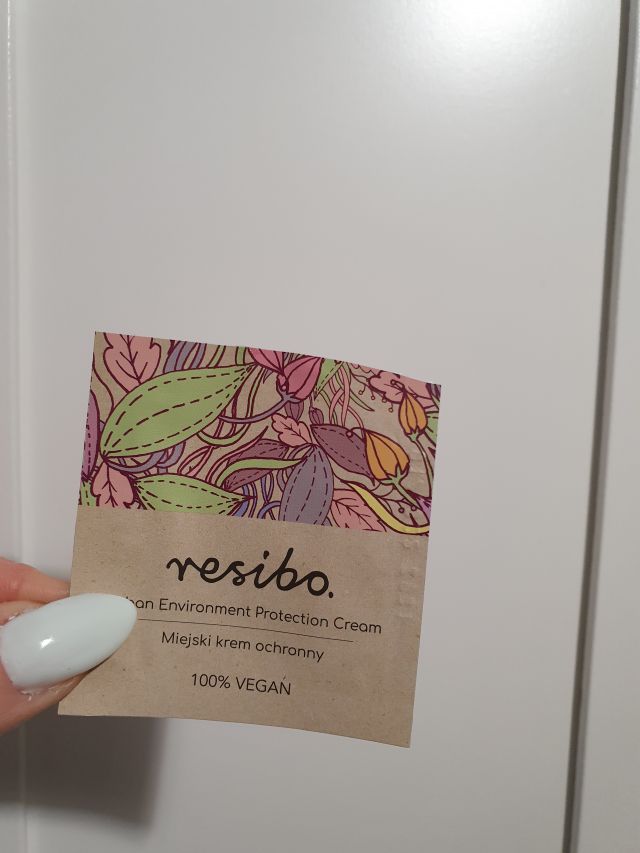 resibo.
Environment Protection Cream
Miejski krem ochronny
100% VEGAN